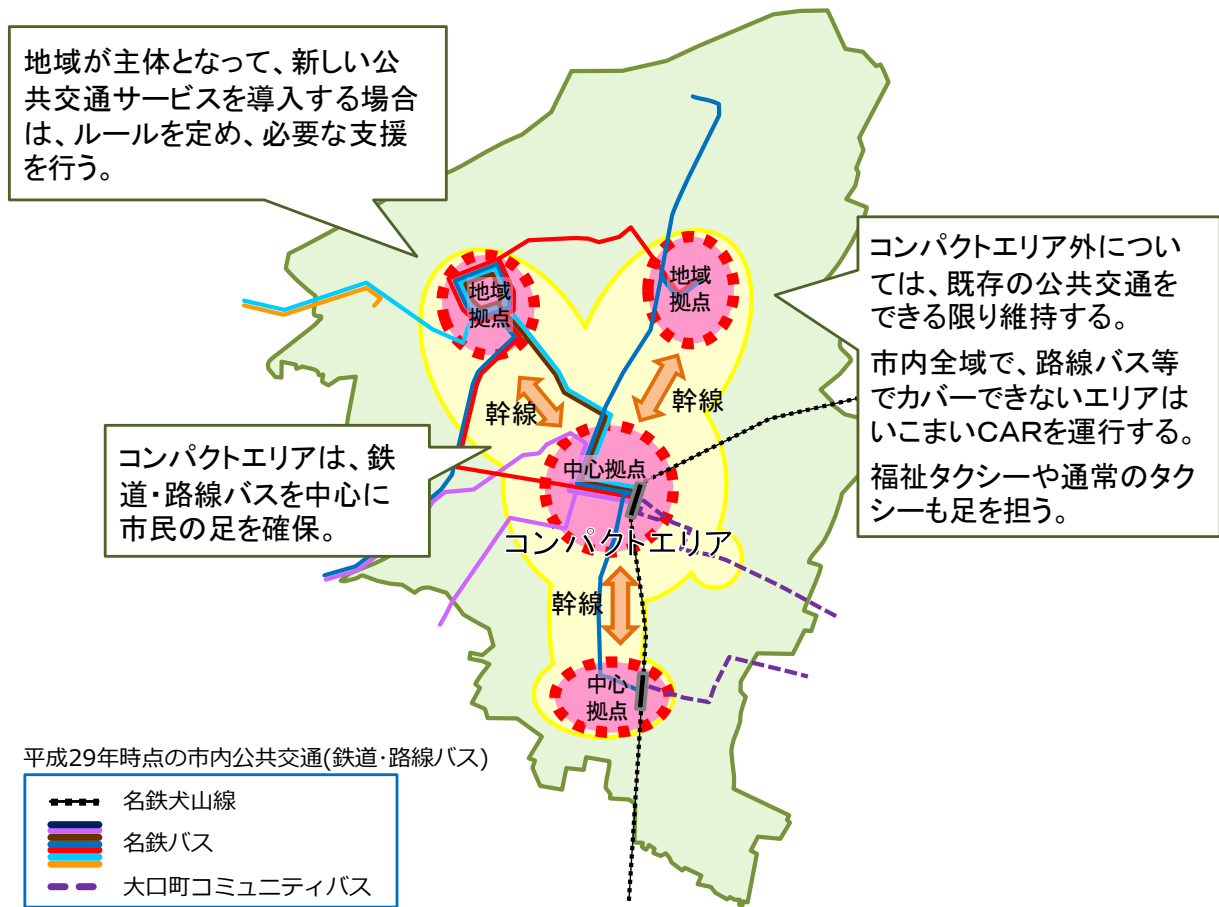 地域が主体となって、新しい公
共交通サービスを導入する場合
は、ルールを定め、必要な支援
を行う。
コンパクトエリア外につい
ては、既存の公共交通を
できる限り維持する。
市内全域で、路線バス等
でカバーできないエリアは
いこまいCARを運行する。
福祉タクシーや通常のタク
シーも足を担う。
地域
拠点
地域
拠点
幹線
幹線
コンパクトエリアは、鉄
道・路線バスを中心に
市民の足を確保。
中心拠点
コンパクトエリア
幹線
中心
拠点
平成29年時点の市内公共交通(鉄道・路線バス)
名鉄犬山線
名鉄バス
大口町コミュニティバス